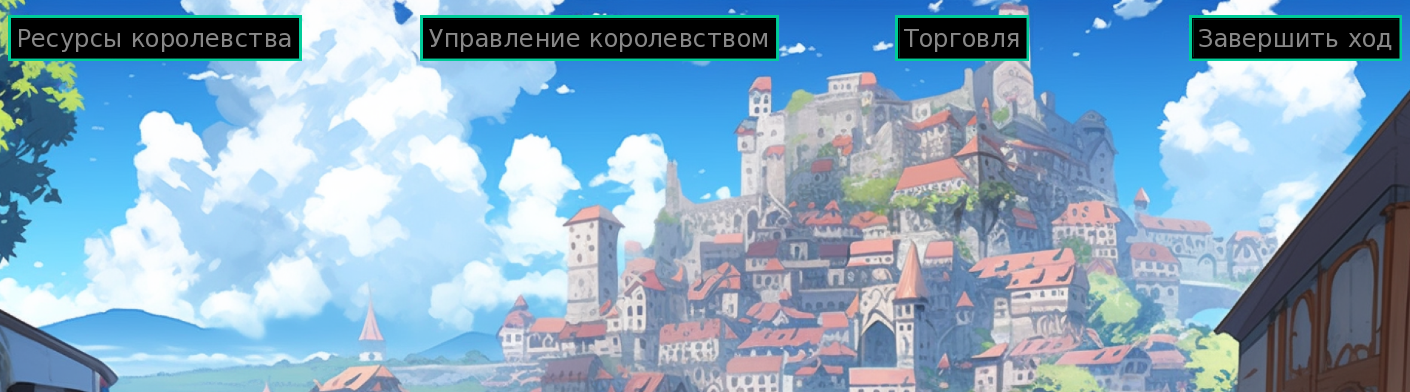 Ресурсы королевства
Управление королевством
Торговля
Завершить ход